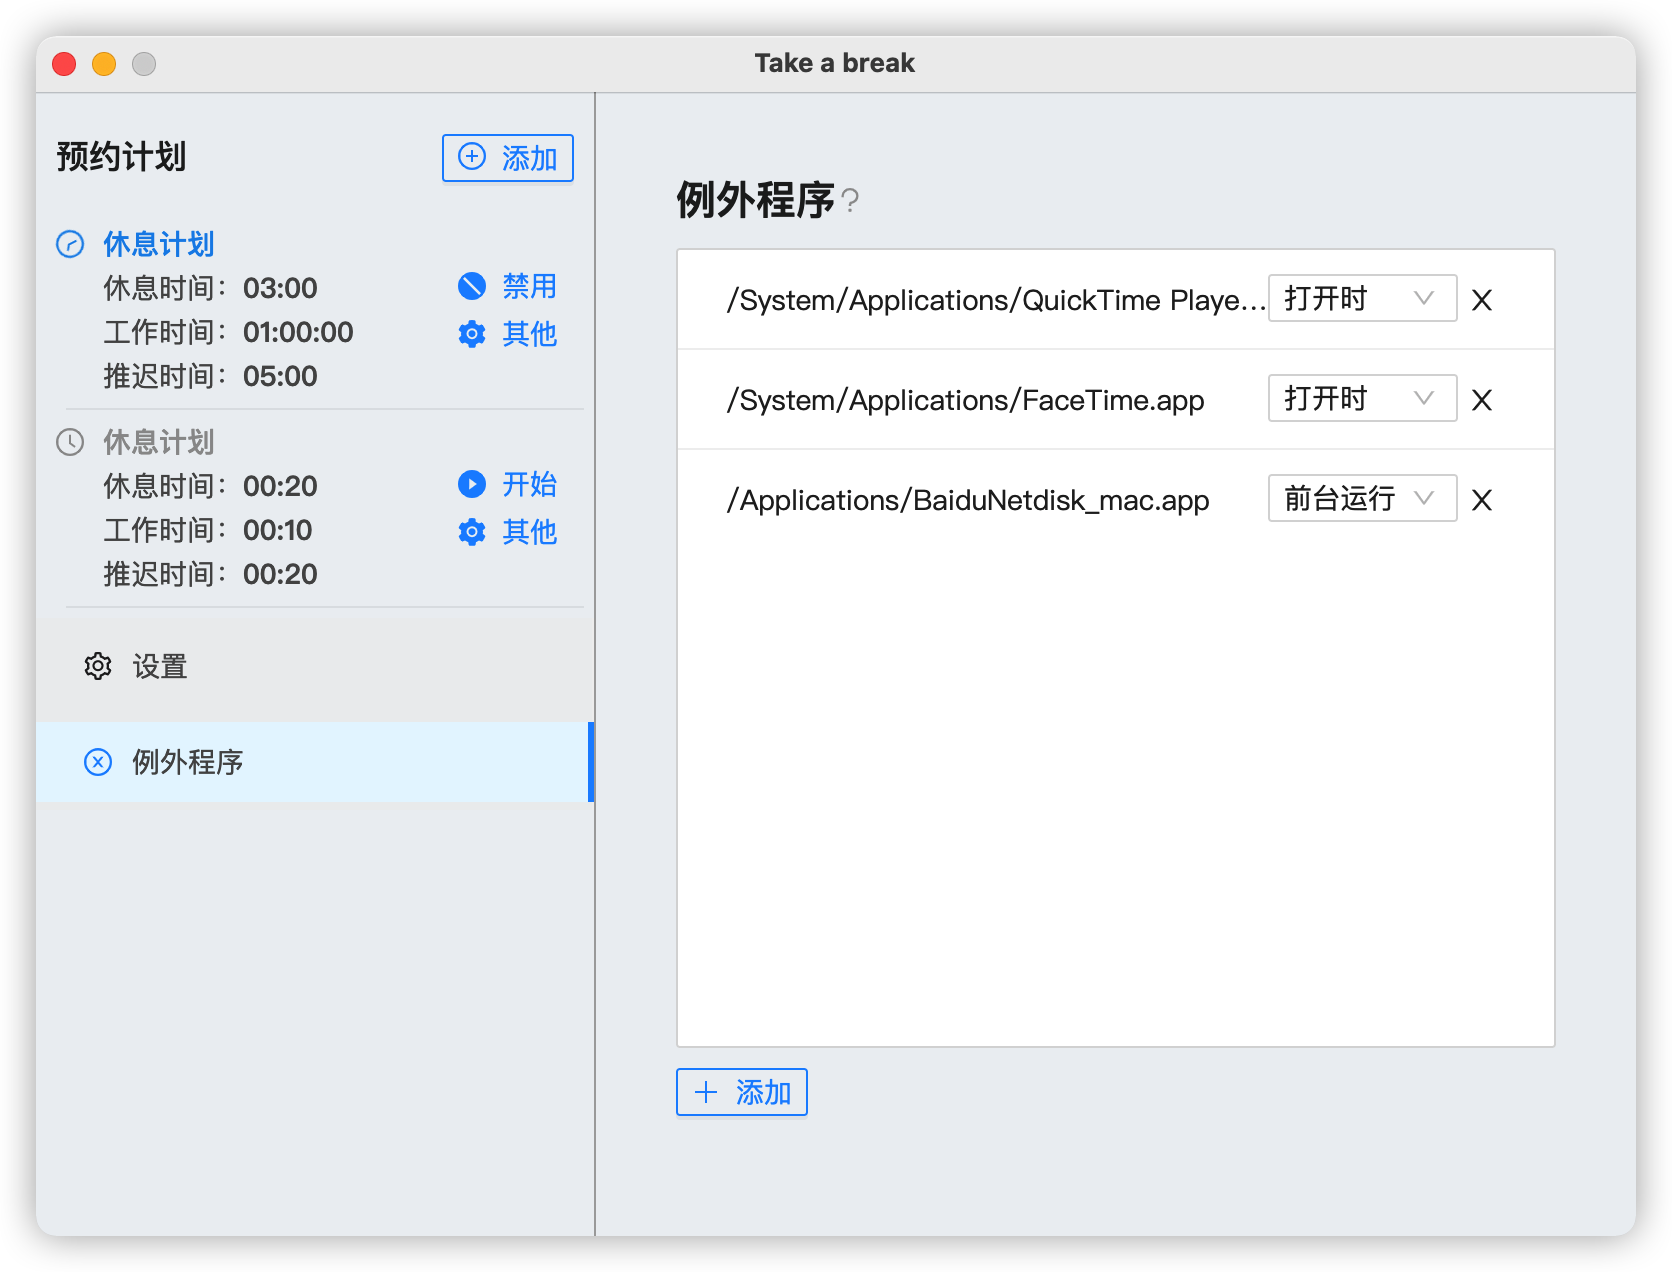 Take a break
预约计划
添加
休息计划
休息时间：03:00
禁用
工作时间：01:00:00
其他
推迟时间：05:00
休息计划
休息时间：00:20
开始
工作时间：00:10
其他
推迟时间：00:20
设置
例外程序
例外程序?
/System/Applications/QuickTime Playe... 打开时 X
/System/Applications/FaceTime.app 打开时 X
/Applications/BaiduNetdisk_mac.app 前台运行 X
添加